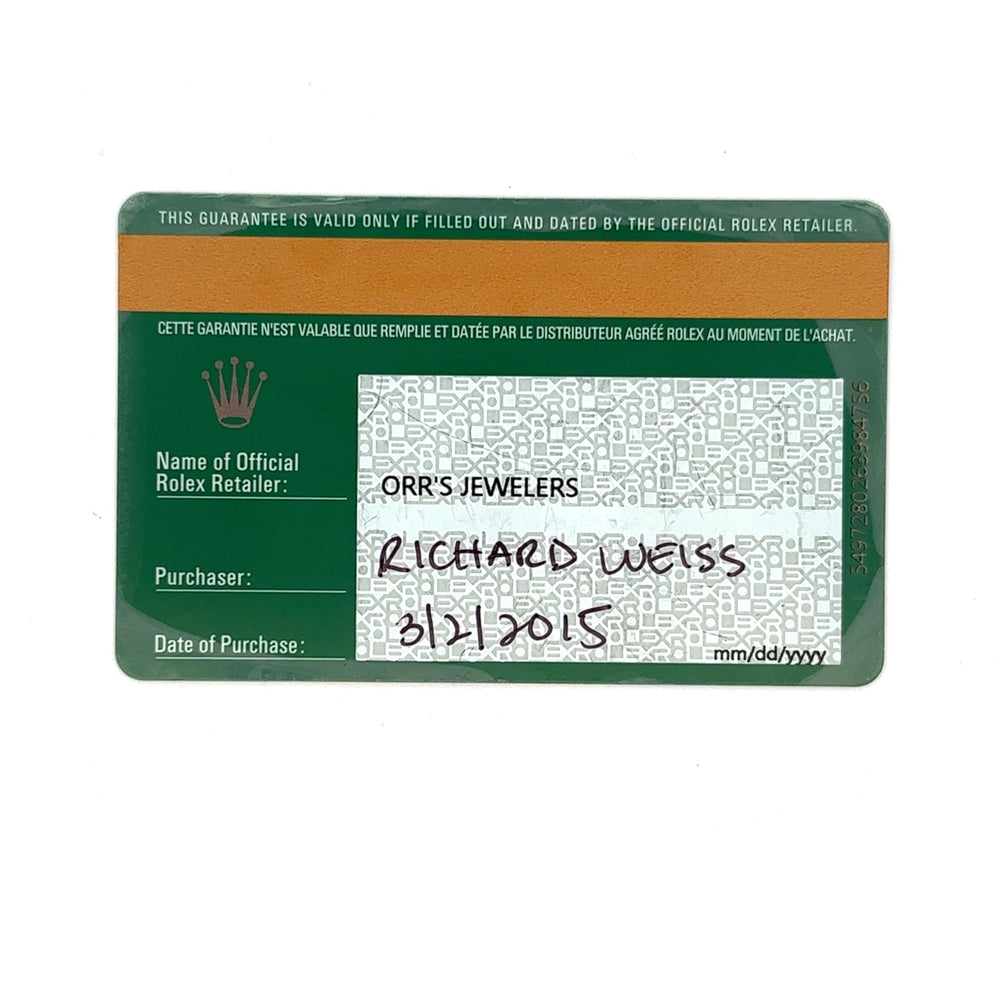 THIS GUARANTEE IS VALID ONLY IF FILLED OUT AND DATED BY THE OFFICIAL ROLEX RETAILER.
CETTE GARANTIE N'EST VALABLE QUE REMPLIE ET DATÉE PAR LE DISTRIBUTEUR AGRÉÉ ROLEX AU MOMENT DE L'ACHAT.
Name of Official
Rolex Retailer:
ORR'S JEWELERS
Purchaser:
RICHARD WEISS
Date of Purchase:
3/2/2015
mm/dd/yyyy